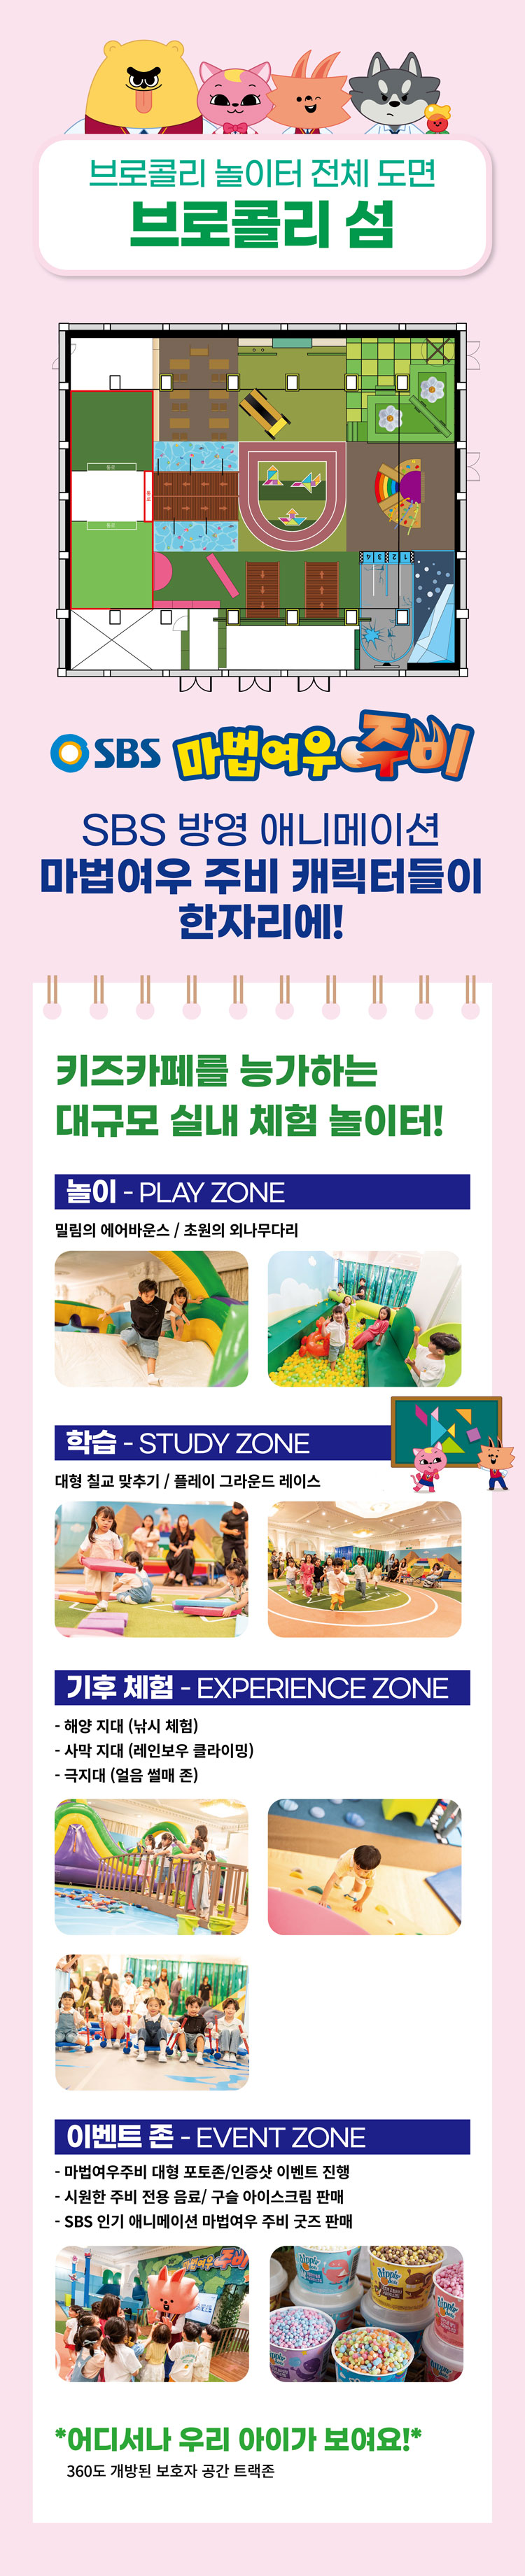 브로콜리 놀이터 전체 도면
브로콜리 섬
4 3 2 1
SBS 마법여우 주비
SBS 방영 애니메이션
마법여우 주비 캐릭터들이
한자리에!
키즈카페를 능가하는
대규모 실내 체험 놀이터!
놀이 - PLAY ZONE
밀림의 에어바운스 / 초원의 외나무다리
학습 - STUDY ZONE
대형 칠교 맞추기 / 플레이 그라운드 레이스
기후 체험 - EXPERIENCE ZONE
- 해양 지대 (낚시 체험)
- 사막 지대 (레인보우 클라이밍)
- 극지대 (얼음 썰매 존)
이벤트 존 - EVENT ZONE
- 마법여우주비 대형 포토존/인증샷 이벤트 진행
- 시원한 주비 전용 음료/ 구슬 아이스크림 판매
- SBS 인기 애니메이션 마법여우 주비 굿즈 판매
마법여우 주비
*어디서나 우리 아이가 보여요!*
360도 개방된 보호자 공간 트랙존